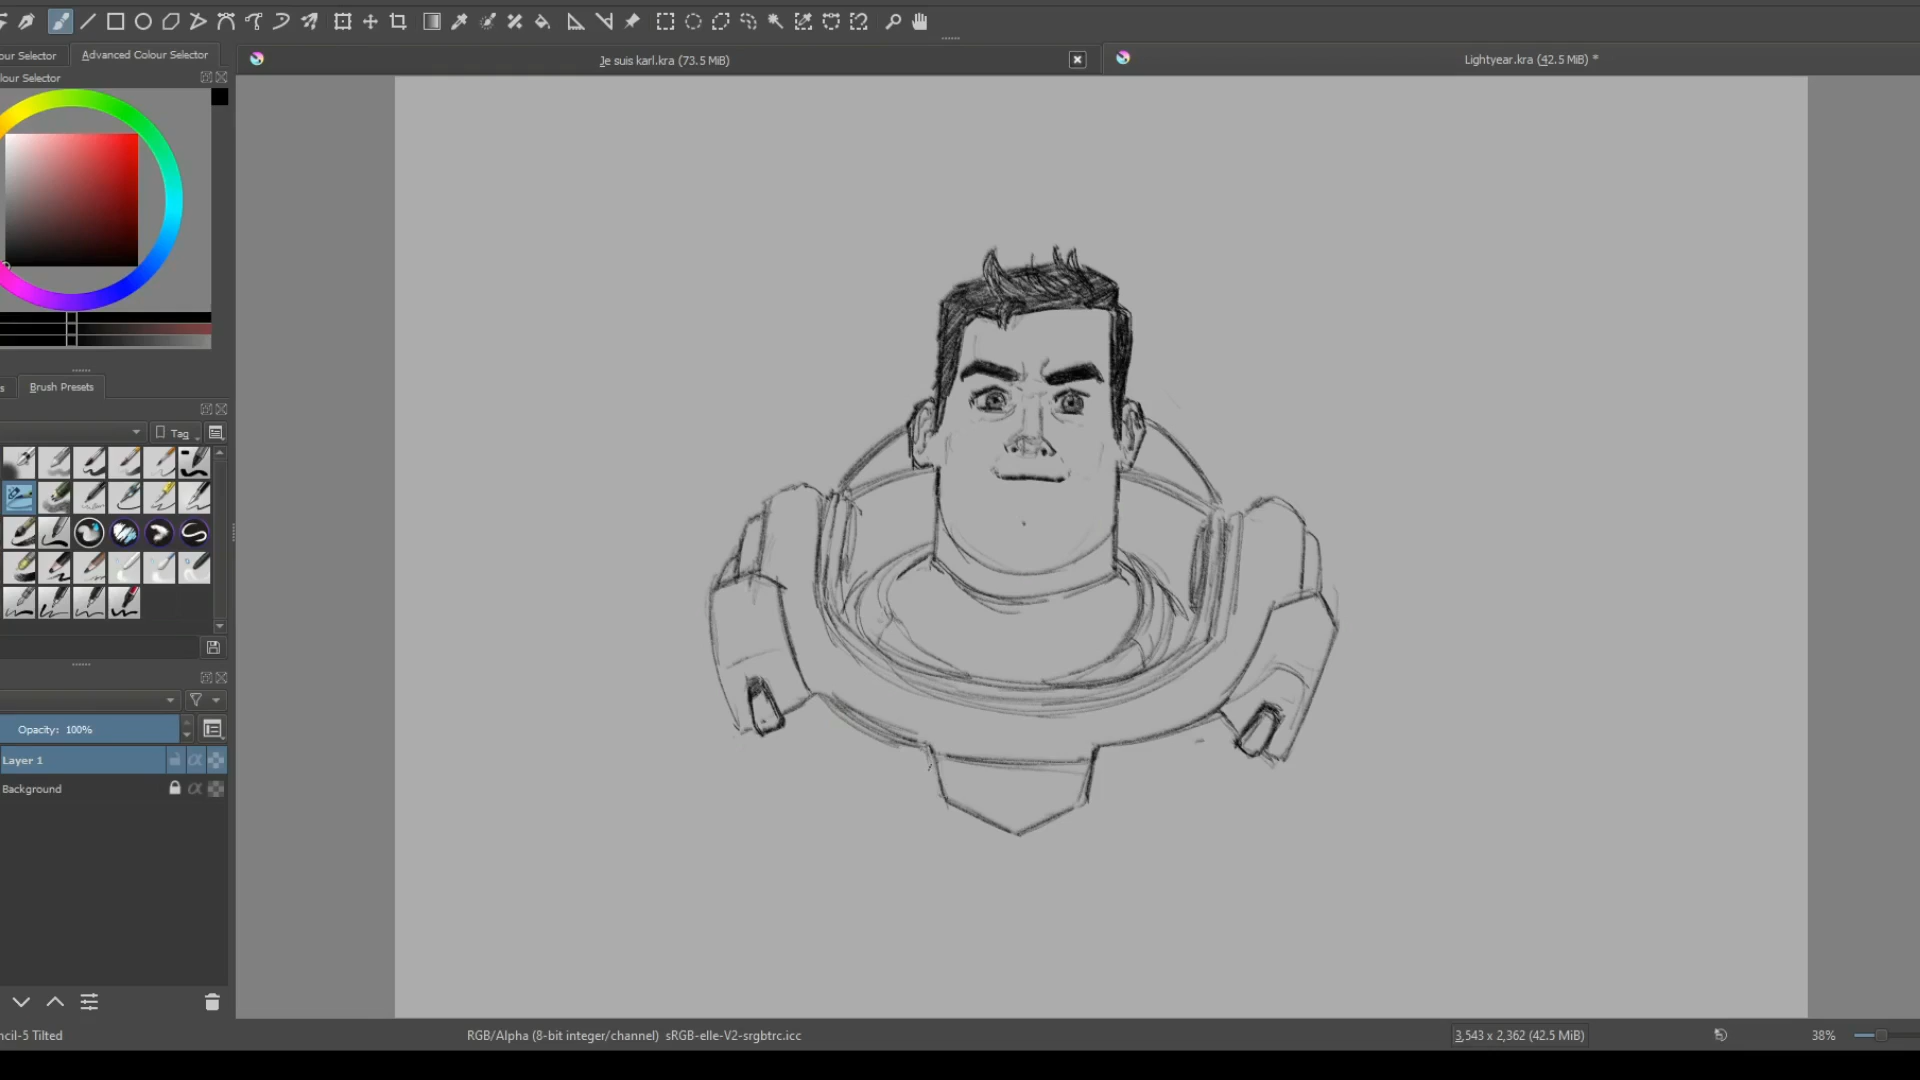 our Selector
Advanced Colour Selector
Je suis karl.kra (73.5 MiB)
Lightyear.kra (42.5 MiB) *
lour Selector
s
Brush Presets
Tag
Opacity: 100%
Layer 1
Background
ncil-5 Tilted
RGB/Alpha (8-bit integer/channel) sRGB-elle-V2-srgbtrc.icc
3,543 x 2,362 (42.5 MiB)
38%